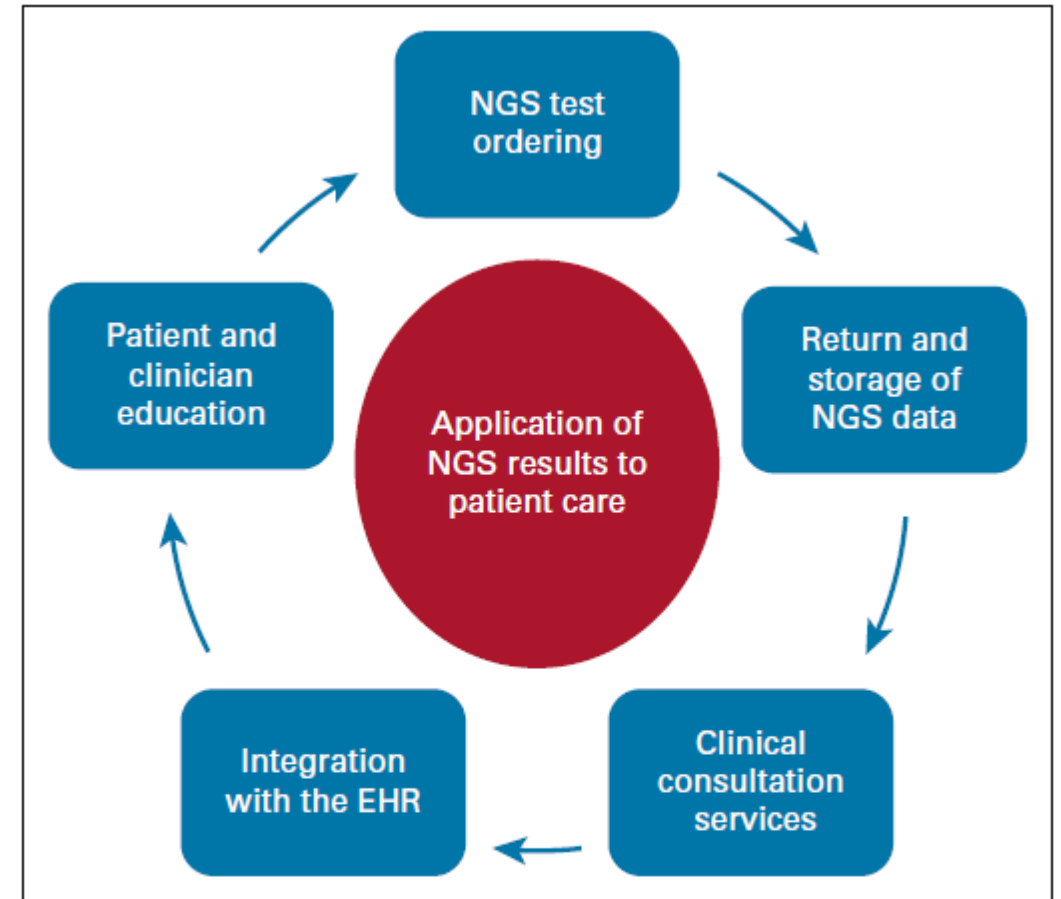 NGS test
ordering
Return and
storage of
NGS data
Clinical
consultation
services
Integration
with the EHR
Patient and
clinician
education
Application of
NGS results to
patient care